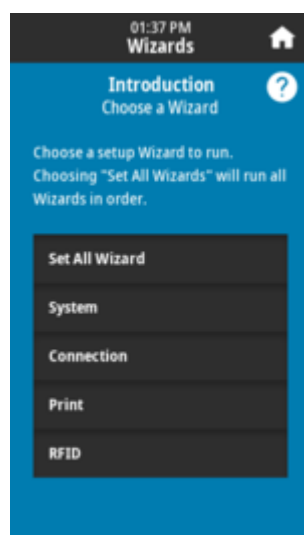 01:37 PM
Wizards
Introduction
Choose a Wizard
Choose a setup Wizard to run.
Choosing "Set All Wizards" will run all
Wizards in order.
Set All Wizard
System
Connection
Print
RFID